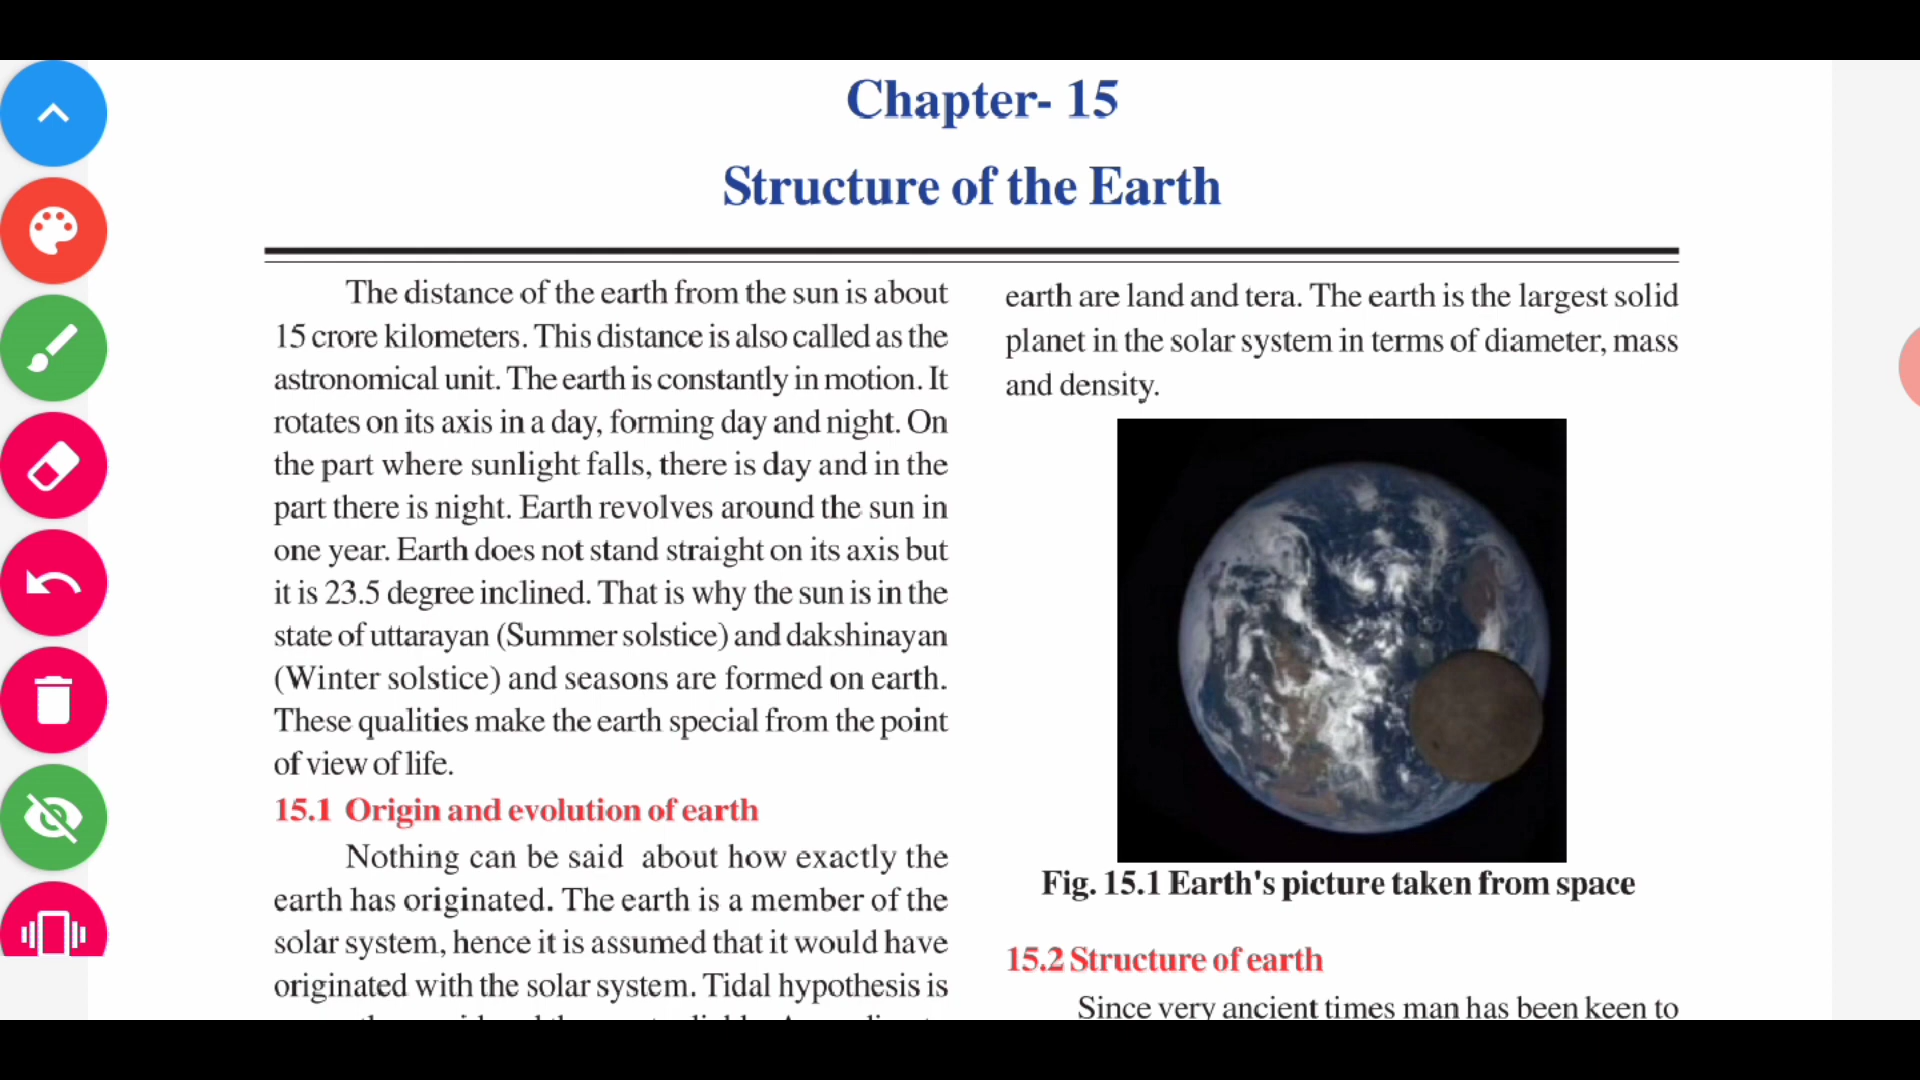 Chapter- 15
Structure of the Earth
The distance of the earth from the sun is about
15 crore kilometers. This distance is also called as the
astronomical unit. The earth is constantly in motion. It
rotates on its axis in a day, forming day and night. On
the part where sunlight falls, there is day and in the
part there is night. Earth revolves around the sun in
one year. Earth does not stand straight on its axis but
it is 23.5 degree inclined. That is why the sun is in the
state of uttarayan (Summer solstice) and dakshinayan
(Winter solstice) and seasons are formed on earth.
These qualities make the earth special from the point
of view of life.
15.1 Origin and evolution of earth
Nothing can be said about how exactly the
earth has originated. The earth is a member of the
solar system, hence it is assumed that it would have
originated with the solar system. Tidal hypothesis is
earth are land and tera. The earth is the largest solid
planet in the solar system in terms of diameter, mass
and density.
Fig. 15.1 Earth's picture taken from space
15.2 Structure of earth
Since very ancient times man has been keen to